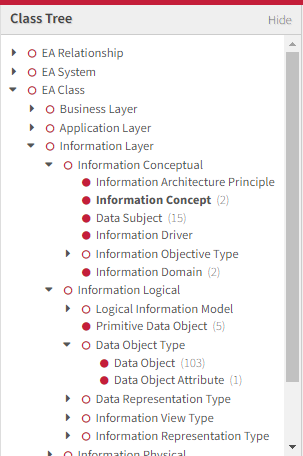 Class Tree Hide
EA Relationship
EA System
EA Class
Business Layer
Application Layer
Information Layer
Information Conceptual
Information Architecture Principle
Information Concept (2)
Data Subject (15)
Information Driver
Information Objective Type
Information Domain (2)
Information Logical
Logical Information Model
Primitive Data Object (5)
Data Object Type
Data Object (103)
Data Object Attribute (1)
Data Representation Type
Information View Type
Information Representation Type
Information Physical